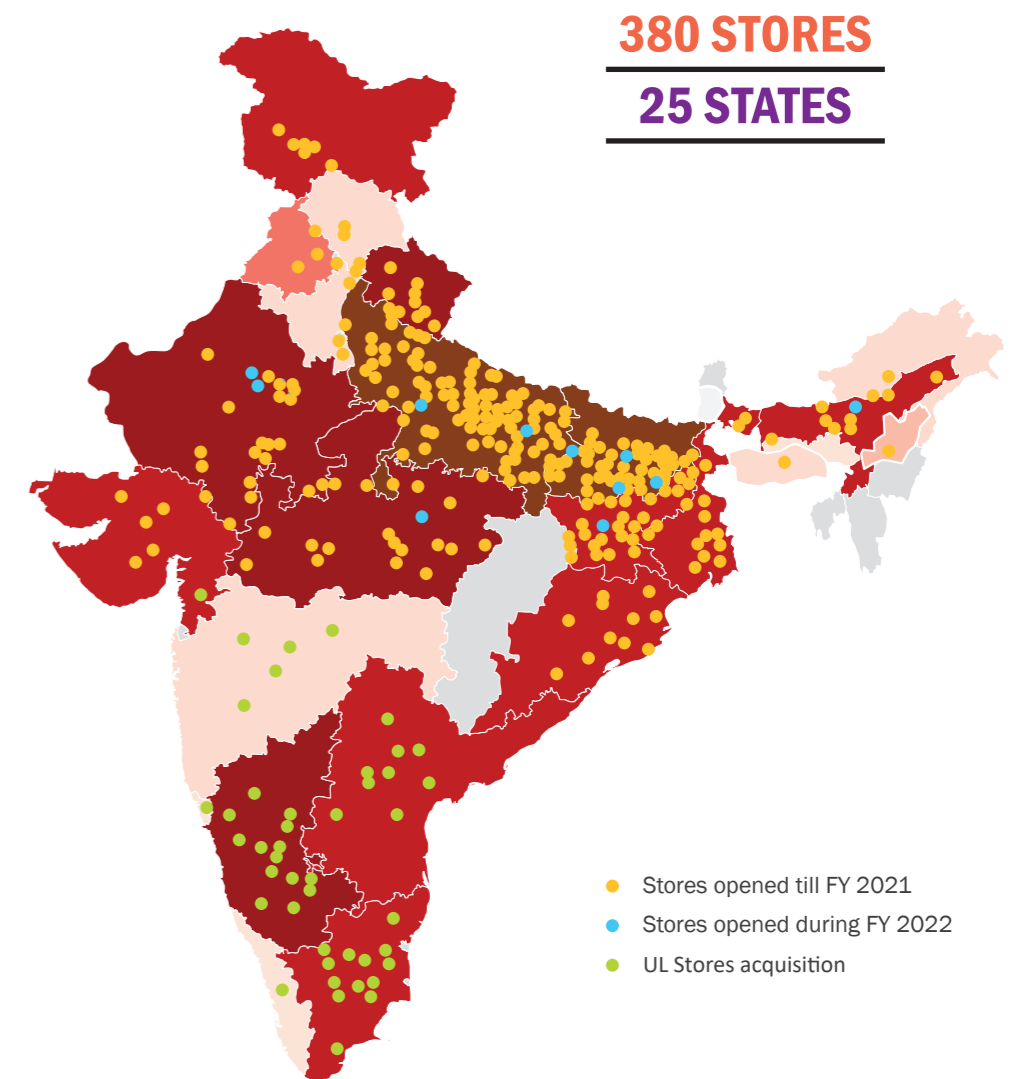 380 STORES
25 STATES
Stores opened till FY 2021
Stores opened during FY 2022
UL Stores acquisition